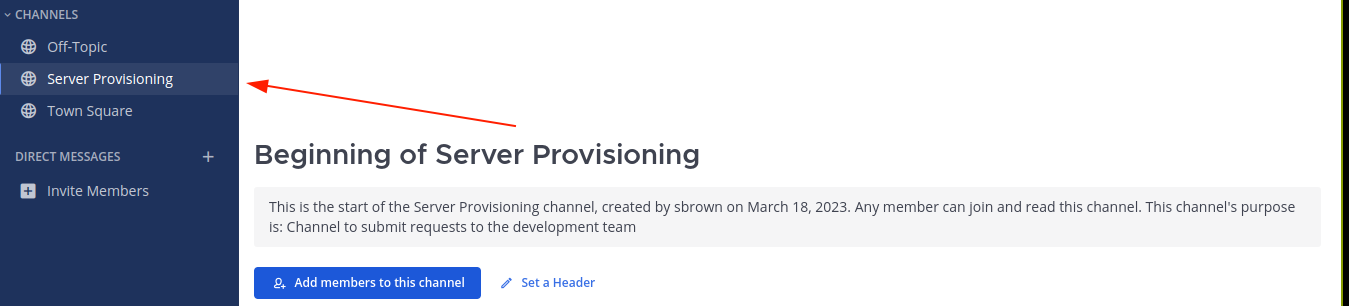 CHANNELS
Off-Topic
Server Provisioning
Town Square
DIRECT MESSAGES
Invite Members
Beginning of Server Provisioning
This is the start of the Server Provisioning channel, created by sbrown on March 18, 2023. Any member can join and read this channel. This channel's purpose
is: Channel to submit requests to the development team
Add members to this channel
Set a Header